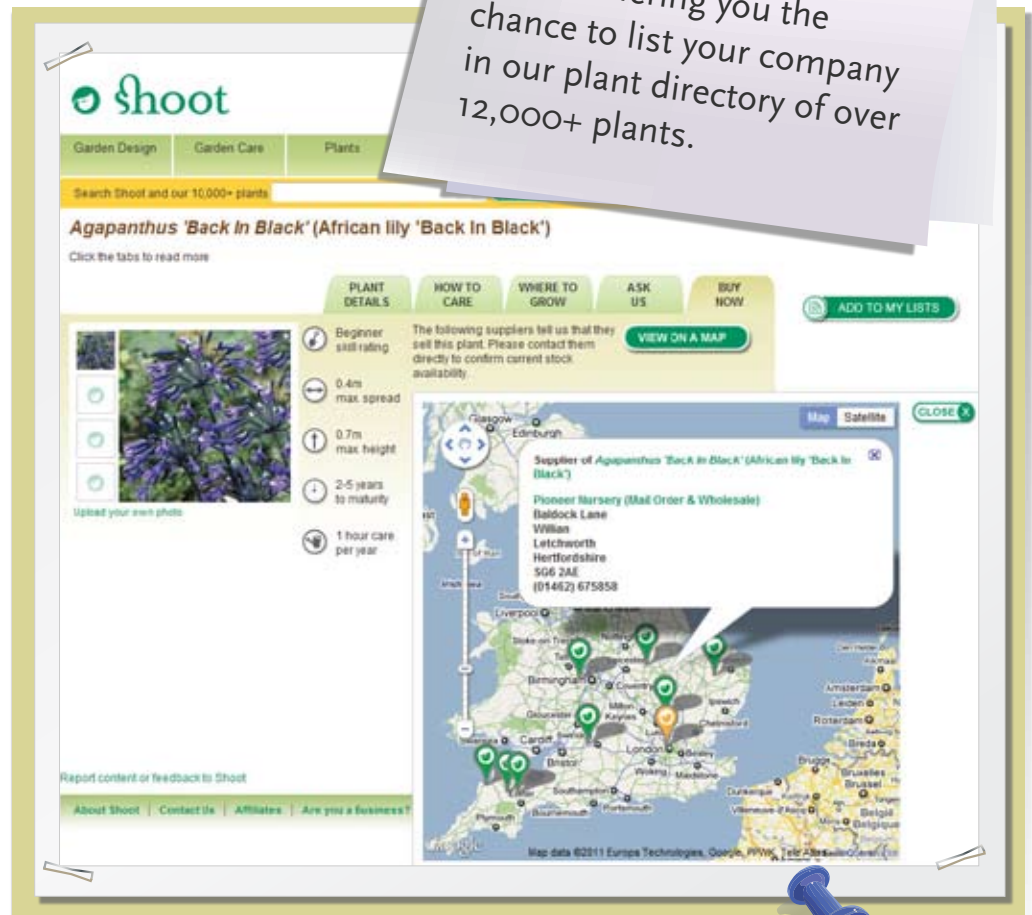 you the
chance to list your company
in our plant directory of over
12,000+ plants.
Shoot
Garden Design
Garden Care
Plants
Search Shoot and our 10,000+ plants
Agapanthus 'Back In Black' (African lily 'Back In Black')
Click the tabs to read more
PLANT
DETAILS
HOW TO
CARE
WHERE TO
GROW
ASK
US
BUY
NOW
ADD TO MY LISTS
Beginner
skill rating
0.4m
max spread
0.7m
max height
2-5 years
to maturity
1 hour care
per year
Upload your own photo
The following suppliers tell us that they
sell this plant. Please contact them
directly to confirm current stock
availability.
VIEW ON A MAP
CLOSE X
Map
Satellite
Glasgow
Edinburgh
Supplier of Agapanthus 'Back In Black' (African lily 'Back In
Black')
Pioneer Nursery (Mail Order & Wholesale)
Baldock Lane
Willian
Letchworth
Hertfordshire
SG6 2AE
(01462) 675858
Liverpool
Birmingham
Coventry
Milton
Keynes
Ipswich
Gloucester
Chelmsford
Cardiff
Bristol
London
Woking
Maidstone
Southampton
Portsmouth
Bournemouth
Plymouth
Amsterdam
Leiden
Rotterdam
Breda
Brugge
Dunkerque
Bruxelles
Brussel
België
Belgique
Map data ©2011 Europa Technologies, Google, PPWK, Tele Atlas
Report content or feedback to Shoot
About Shoot | Contact Us | Affiliates | Are you a Business?